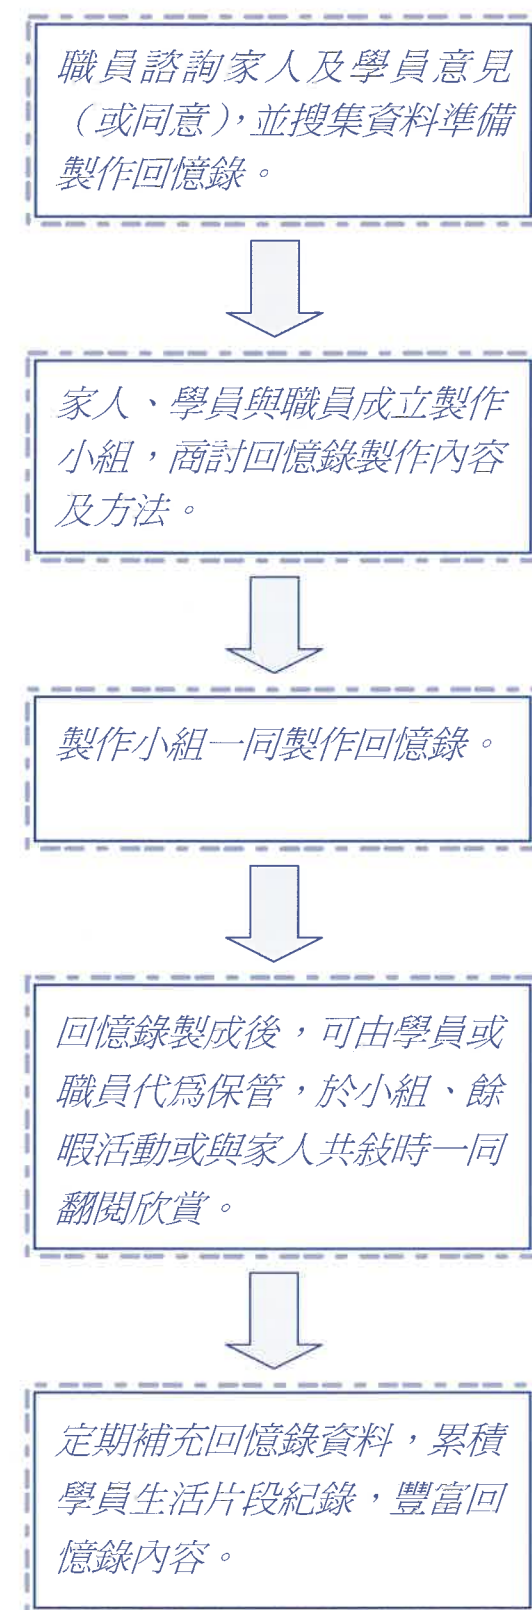 職員諮詢家人及學員意見
（或同意），並搜集資料準備
製作回憶錄。
家人、學員與職員成立製作
小組，商討回憶錄製作內容
及方法。
製作小組一同製作回憶錄。
回憶錄製成後，可由學員或
職員代為保管，於小組、餘
暇活動或與家人共敍時一同
翻閱欣賞。
定期補充回憶錄資料，累積
學員生活片段紀錄，豐富回
憶錄內容。